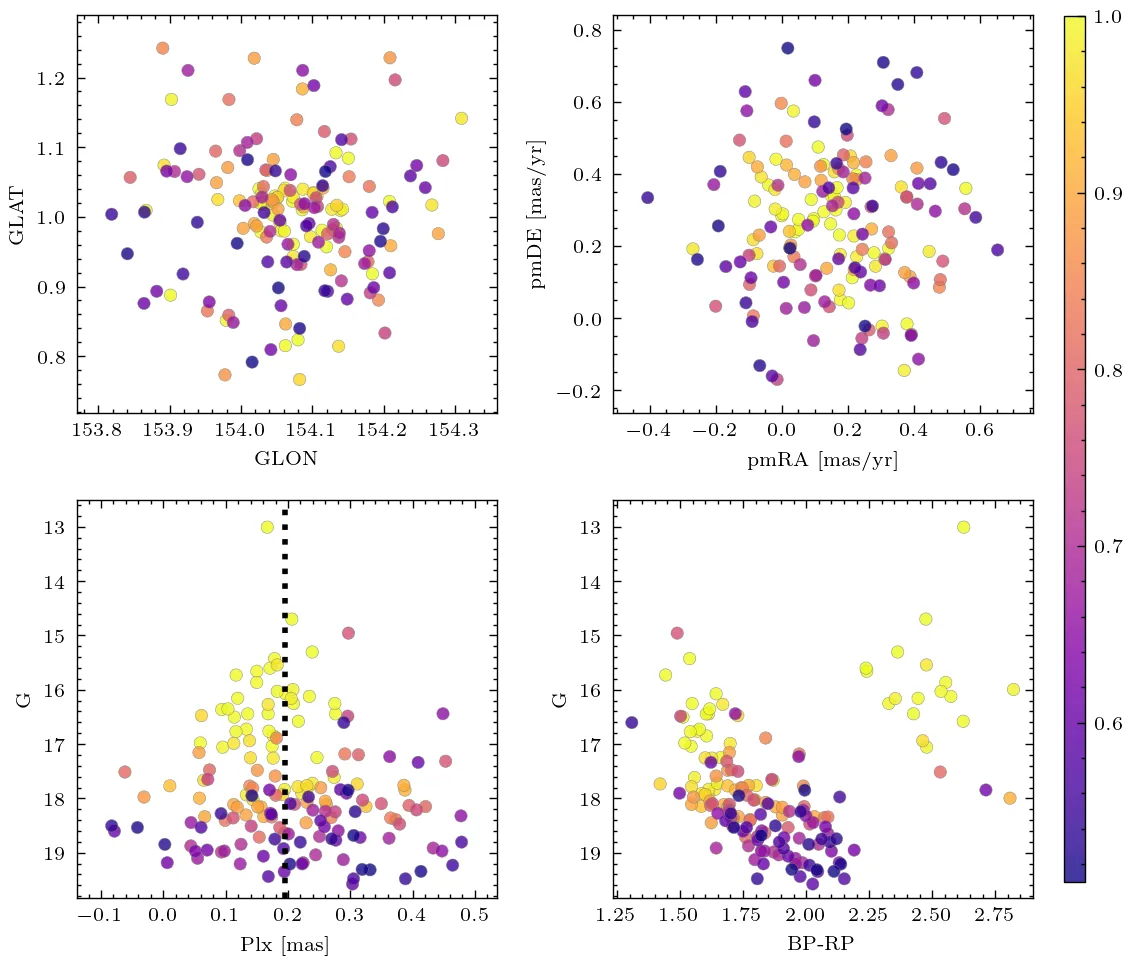 1.2
1.1
1.0
0.9
0.8
GLAT
153.8 153.9 154.0 154.1 154.2 154.3
GLON
0.8
0.6
0.4
0.2
0.0
−0.2
pmDE [mas/yr]
−0.4 −0.2 0.0 0.2 0.4 0.6
pmRA [mas/yr]
1.0
0.9
0.8
0.7
0.6
13
14
15
16
17
18
19
G
−0.1 0.0 0.1 0.2 0.3 0.4 0.5
Plx [mas]
13
14
15
16
17
18
19
G
1.25 1.50 1.75 2.00 2.25 2.50 2.75
BP-RP